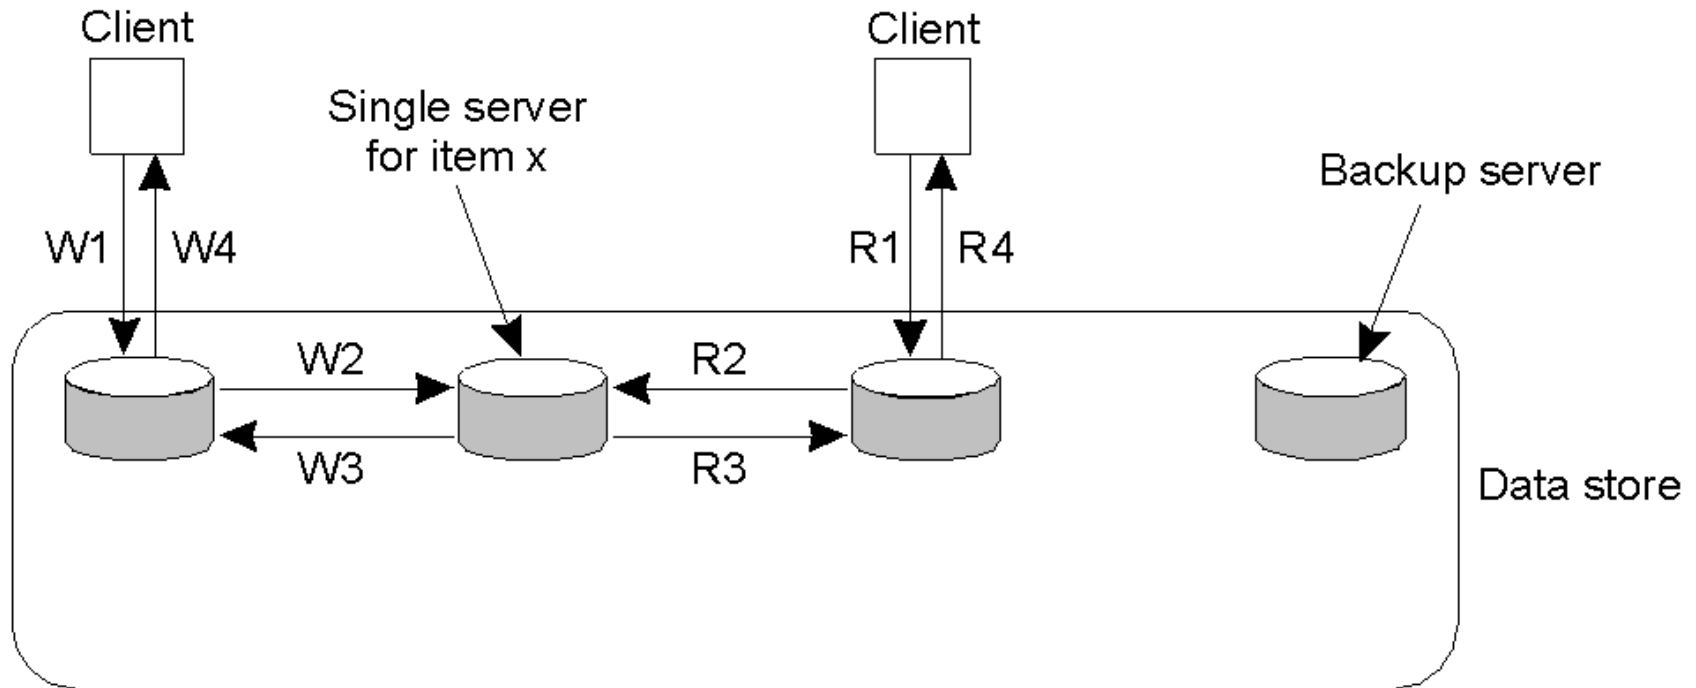 Client
Client
Single server
for item x
Backup server
W1
W4
R1
R4
W2
R2
W3
R3
Data store